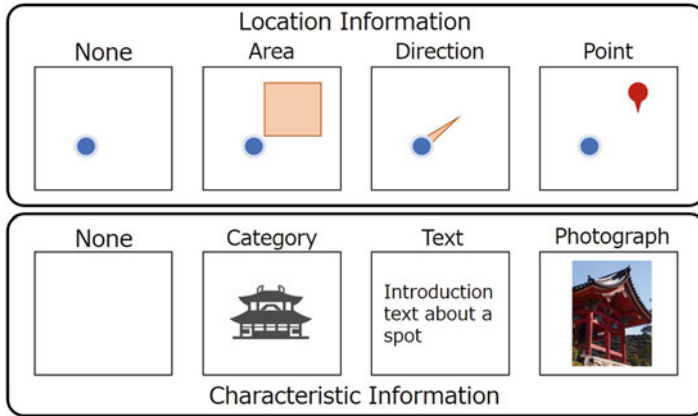 Location Information
None
Area
Direction
Point
None
Category
Text
Photograph
Introduction
text about a
spot
Characteristic Information